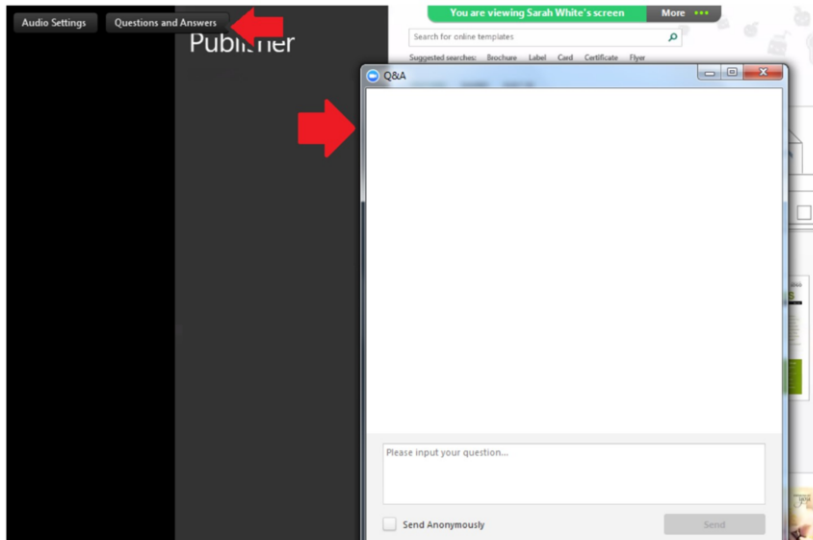 You are viewing Sarah White's screen More
Audio Settings Questions and Answers
Publisher
Search for online templates
Suggested searches: Brochure Label Card Certificate Flyer
Q&A
Please input your question...
Send Anonymously Send